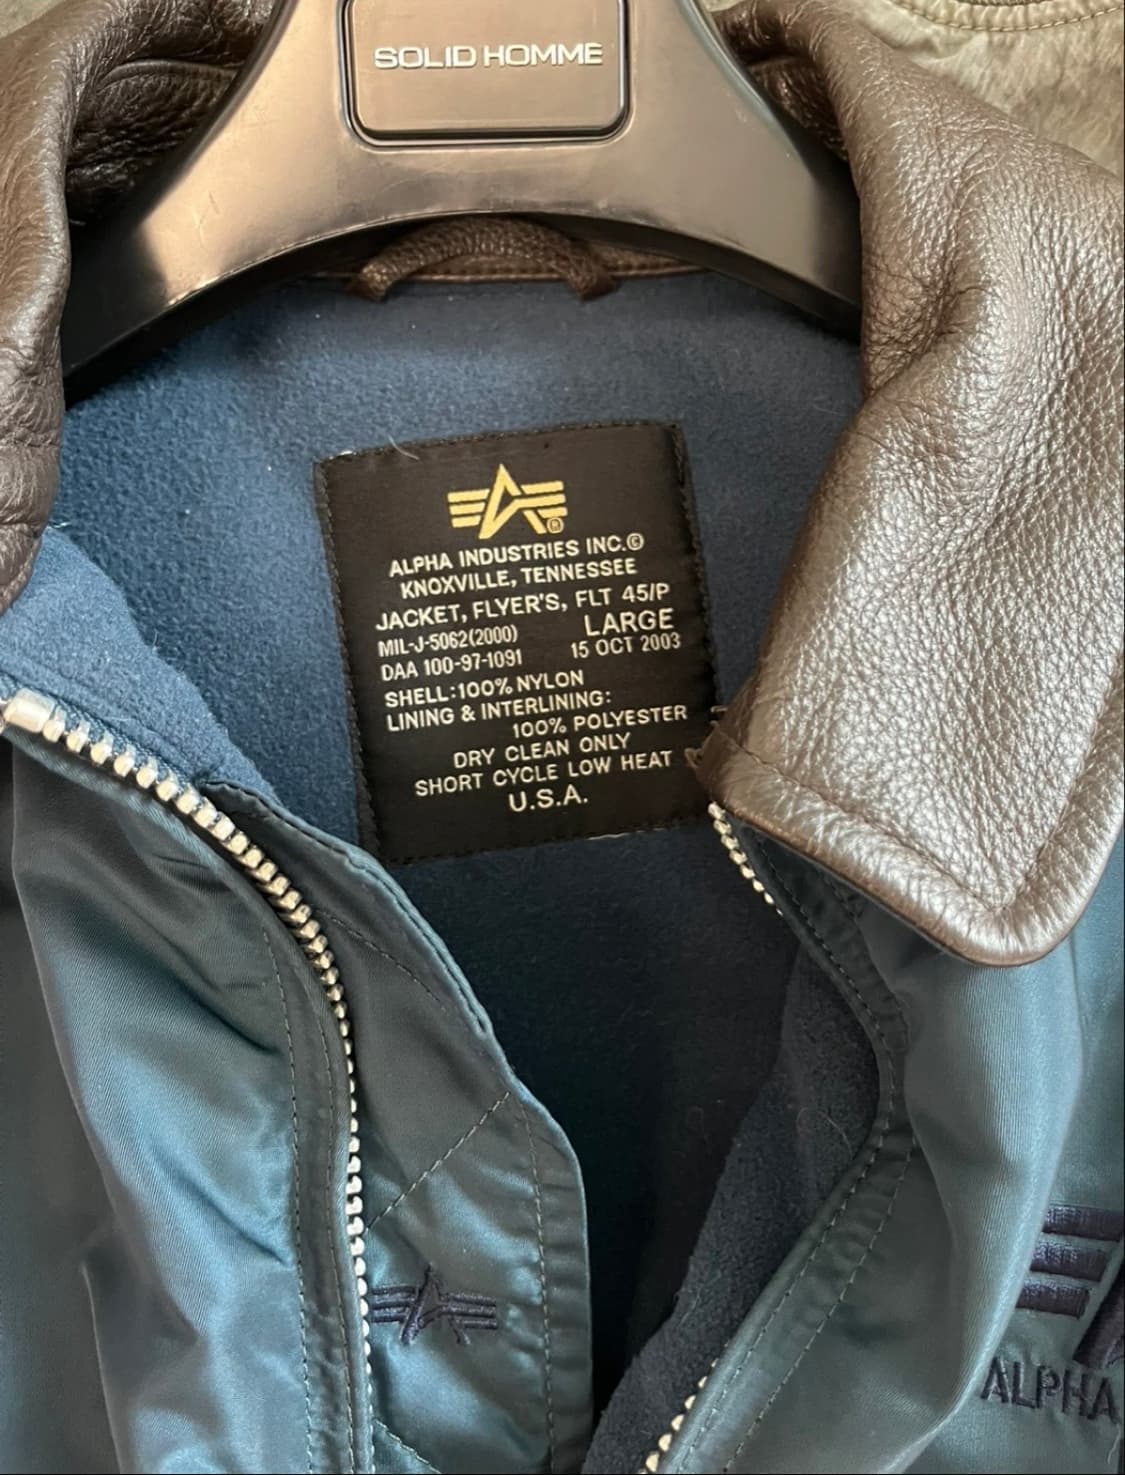 SOLID HOMME
®
ALPHA INDUSTRIES INC.©
KNOXVILLE, TENNESSEE
JACKET, FLYER'S, FLT 45/P
MIL-J-5062(2000) LARGE
DAA 100-97-1091 15 OCT 2003
SHELL:100% NYLON
LINING & INTERLINING:
100% POLYESTER
DRY CLEAN ONLY
SHORT CYCLE LOW HEAT
U.S.A.
ALPHA